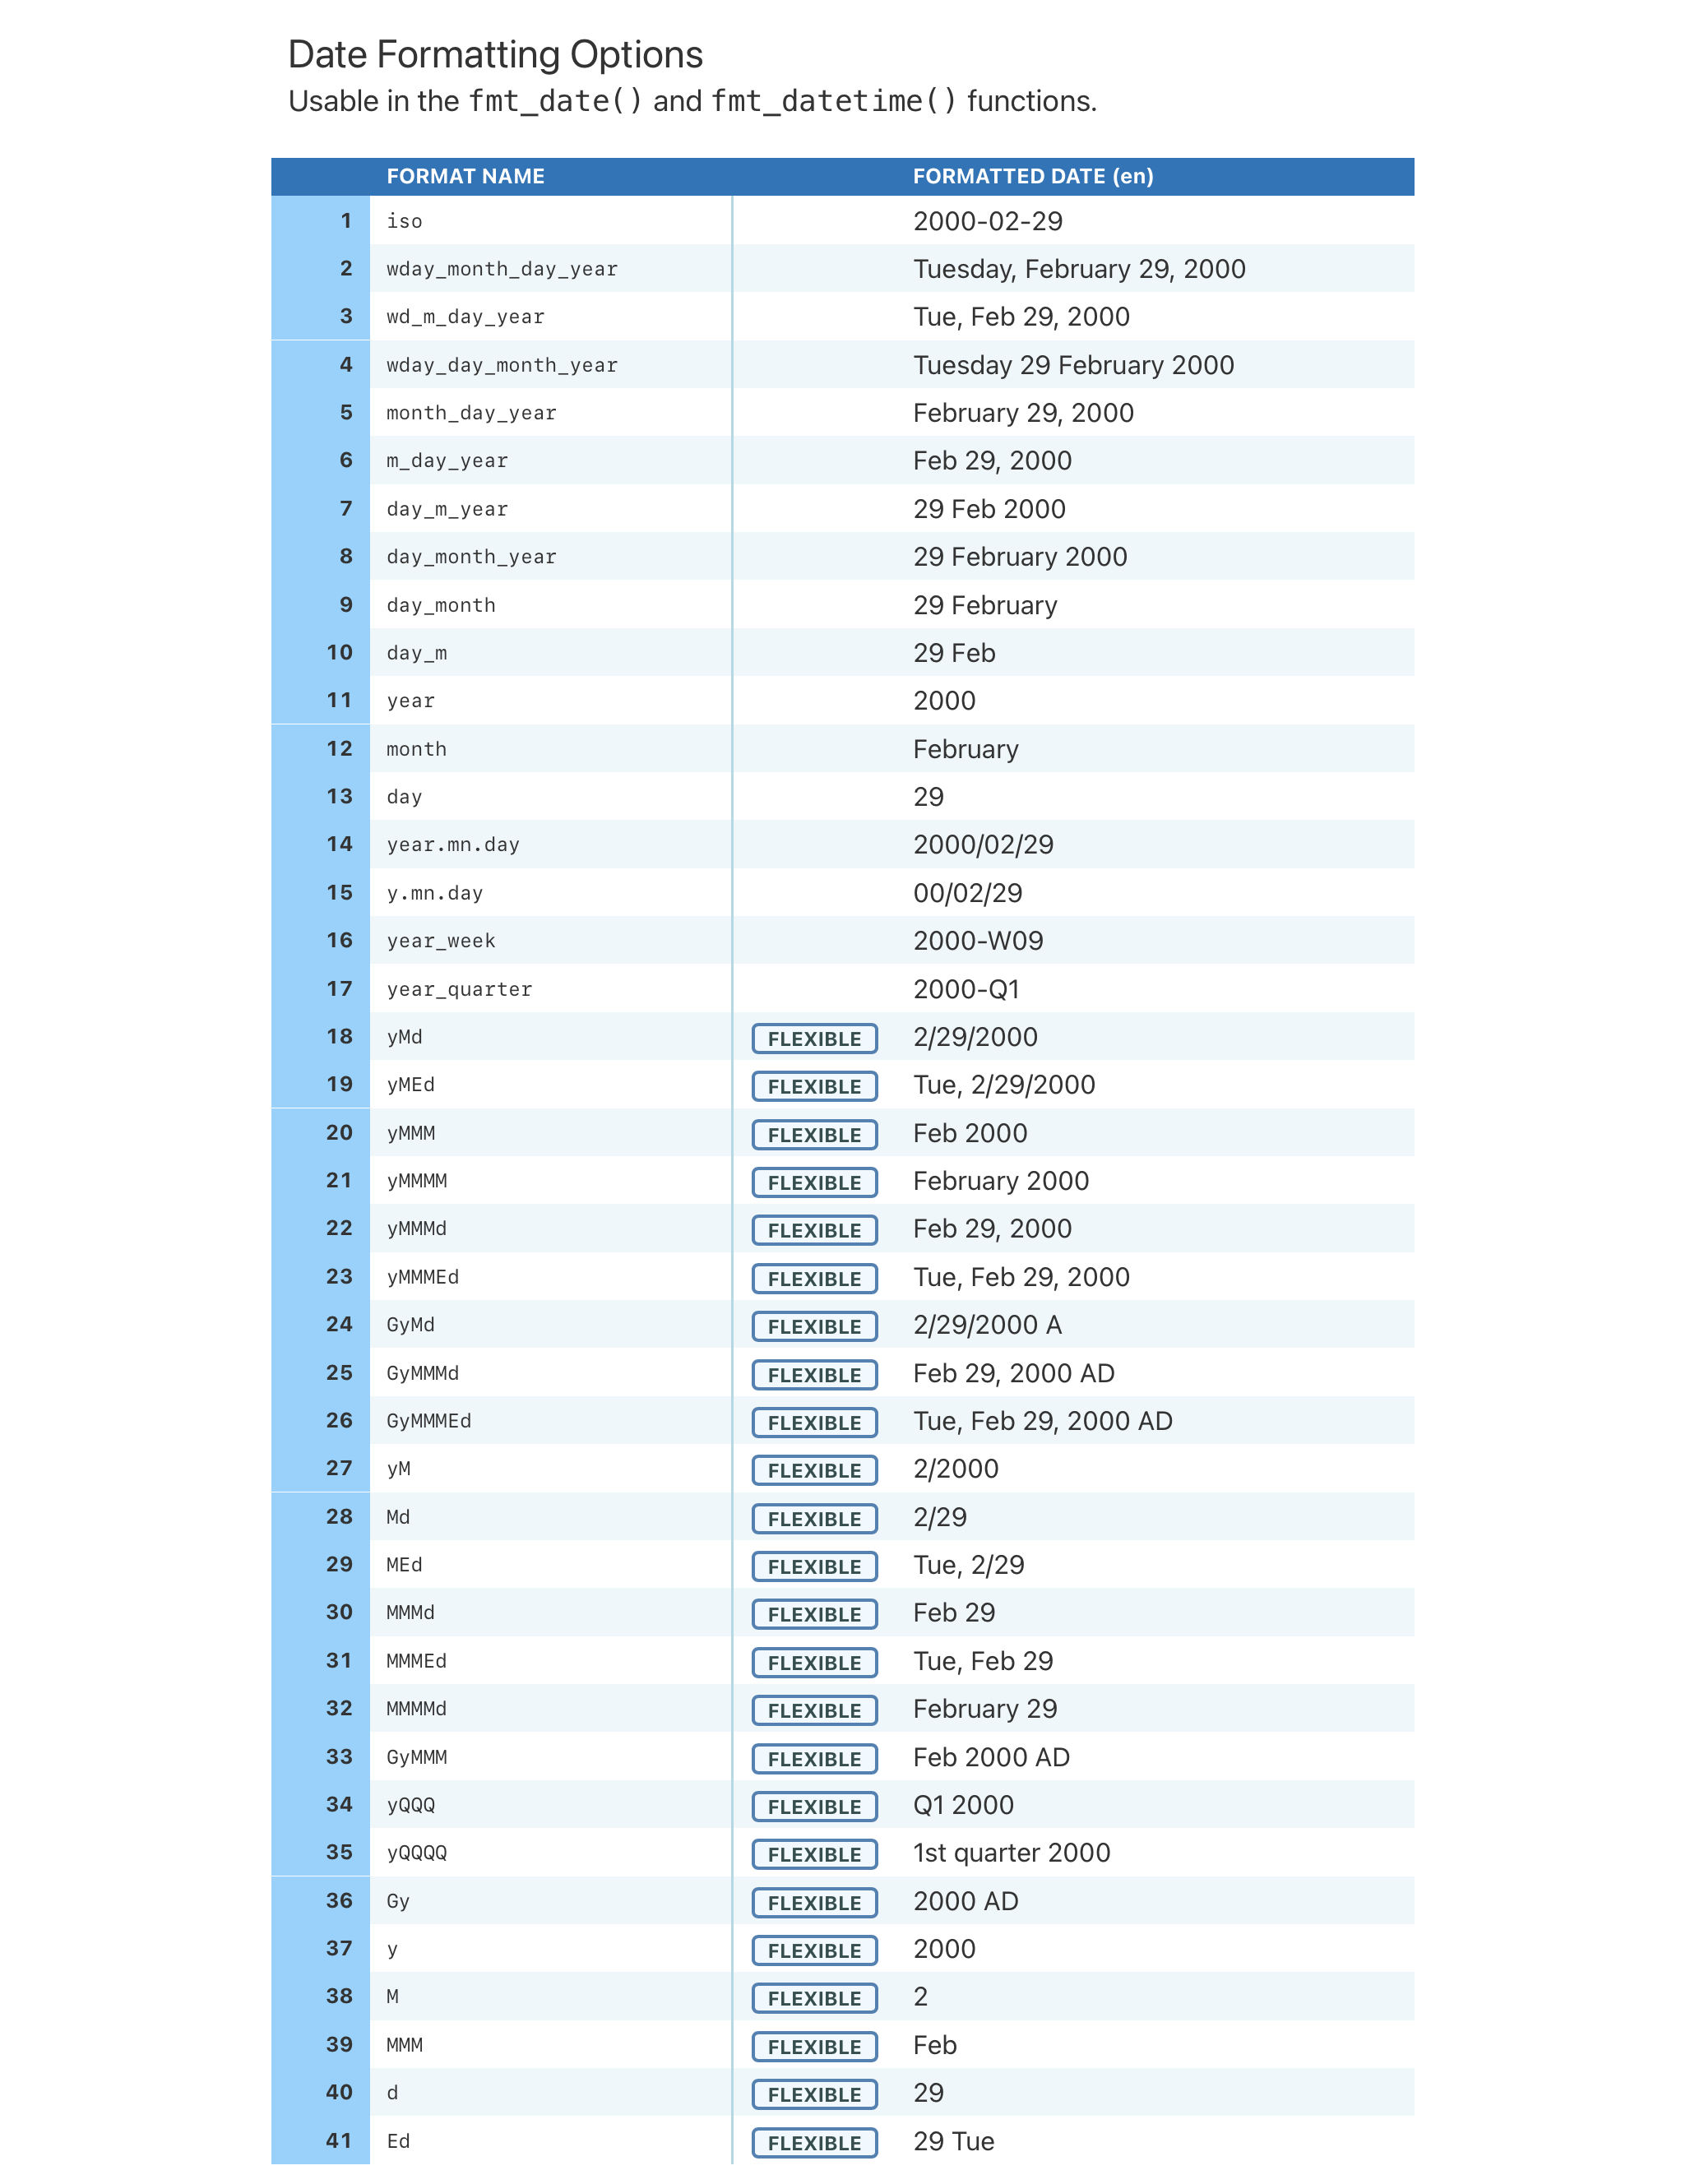 Date Formatting Options
Usable in the fmt_date() and fmt_datetime() functions.
FORMAT NAME FORMATTED DATE (en)
1 iso 2000-02-29
2 wday_month_day_year Tuesday, February 29, 2000
3 wd_m_day_year Tue, Feb 29, 2000
4 wday_day_month_year Tuesday 29 February 2000
5 month_day_year February 29, 2000
6 m_day_year Feb 29, 2000
7 day_m_year 29 Feb 2000
8 day_month_year 29 February 2000
9 day_month 29 February
10 day_m 29 Feb
11 year 2000
12 month February
13 day 29
14 year.mn.day 2000/02/29
15 y.mn.day 00/02/29
16 year_week 2000-W09
17 year_quarter 2000-Q1
18 yMd FLEXIBLE 2/29/2000
19 yMEd FLEXIBLE Tue, 2/29/2000
20 yMMM FLEXIBLE Feb 2000
21 yMMMM FLEXIBLE February 2000
22 yMMMd FLEXIBLE Feb 29, 2000
23 yMMMEd FLEXIBLE Tue, Feb 29, 2000
24 GyMd FLEXIBLE 2/29/2000 A
25 GyMMMd FLEXIBLE Feb 29, 2000 AD
26 GyMMMEd FLEXIBLE Tue, Feb 29, 2000 AD
27 yM FLEXIBLE 2/2000
28 Md FLEXIBLE 2/29
29 MEd FLEXIBLE Tue, 2/29
30 MMMd FLEXIBLE Feb 29
31 MMMEd FLEXIBLE Tue, Feb 29
32 MMMMd FLEXIBLE February 29
33 GyMMM FLEXIBLE Feb 2000 AD
34 yQQQ FLEXIBLE Q1 2000
35 yQQQQ FLEXIBLE 1st quarter 2000
36 Gy FLEXIBLE 2000 AD
37 y FLEXIBLE 2000
38 M FLEXIBLE 2
39 MMM FLEXIBLE Feb
40 d FLEXIBLE 29
41 Ed FLEXIBLE 29 Tue